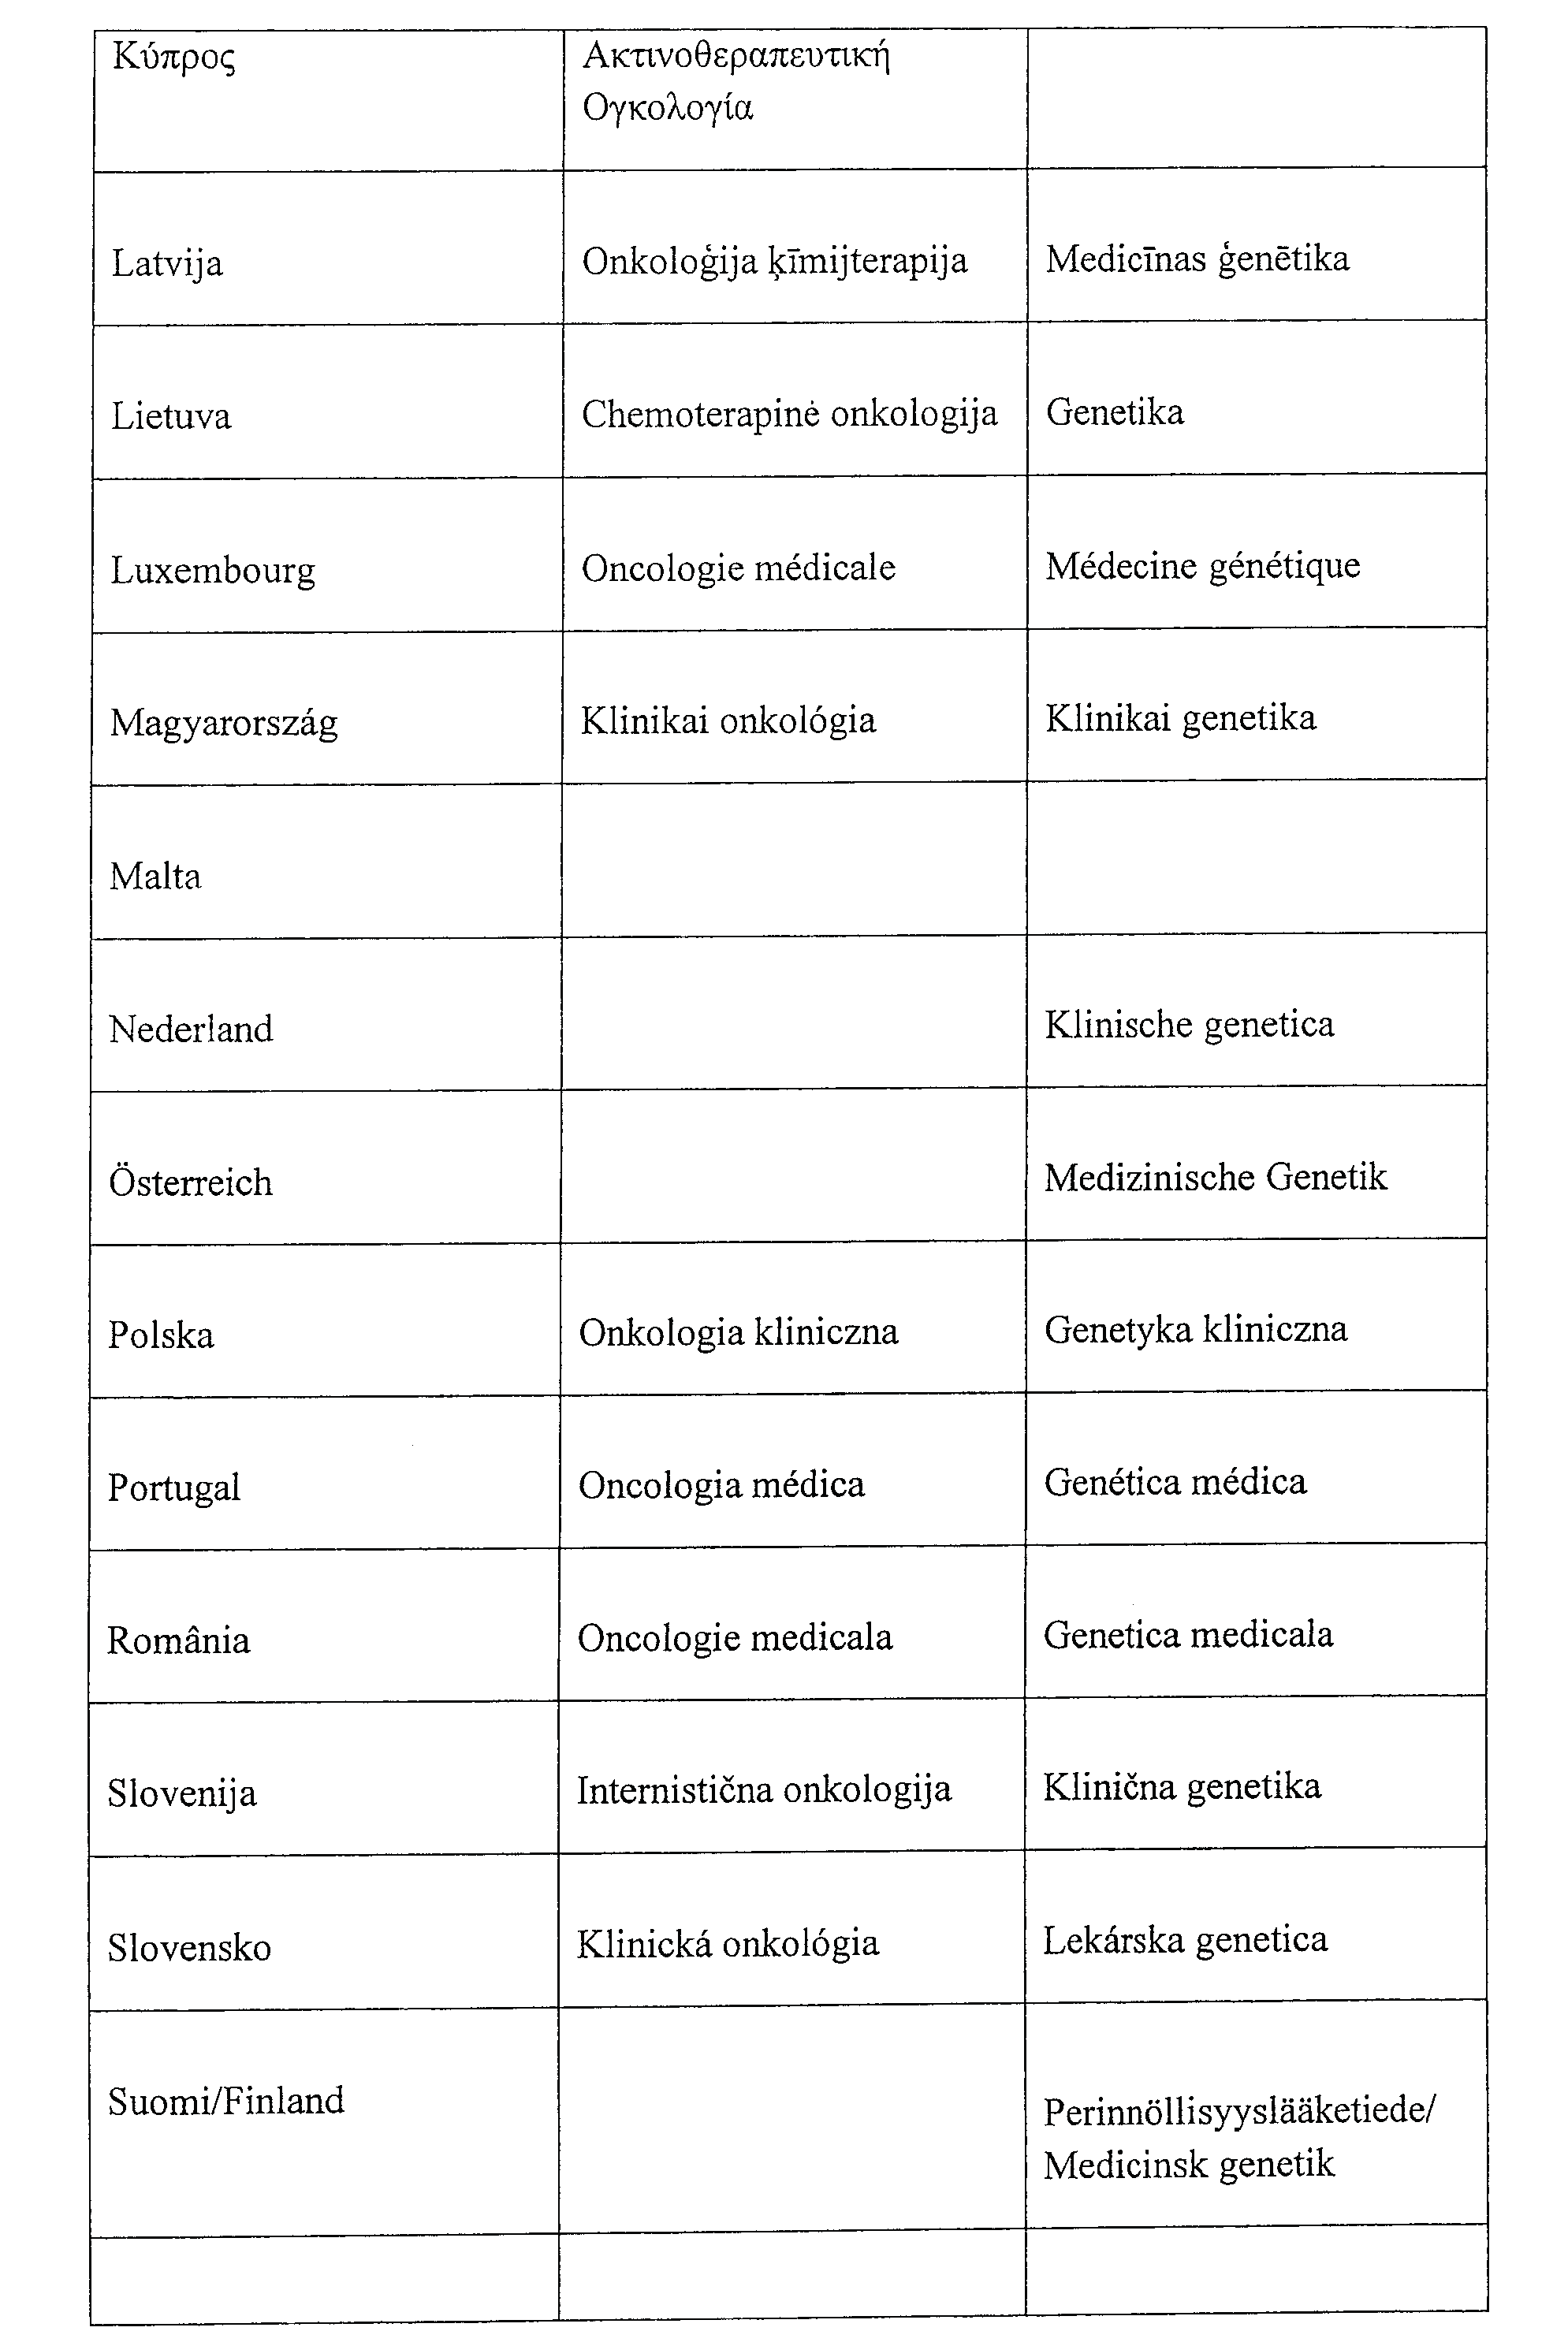 Κύπρος
Ακτινοθεραπευτική
Ογκολογία
Latvija
Onkoloģija ķīmijterapija
Medicīnas ģenētika
Lietuva
Chemoterapinė onkologija
Genetika
Luxembourg
Oncologie médicale
Médecine génétique
Magyarország
Klinikai onkológia
Klinikai genetika
Malta
Nederland
Klinische genetica
Österreich
Medizinische Genetik
Polska
Onkologia kliniczna
Genetyka kliniczna
Portugal
Oncologia médica
Genética médica
România
Oncologie medicala
Genetica medicala
Slovenija
Internistična onkologija
Klinična genetika
Slovensko
Klinická onkológia
Lekárska genetica
Suomi/Finland
Perinnöllisyyslääketiede/
Medicinsk genetik